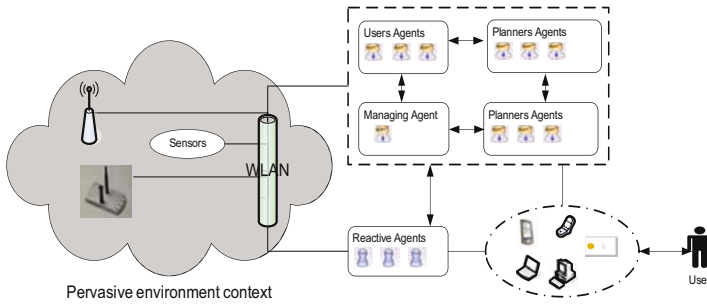 Users Agents
Planners Agents
Managing Agent
Planners Agents
Sensors
WLAN
Reactive Agents
Use
Pervasive environment context